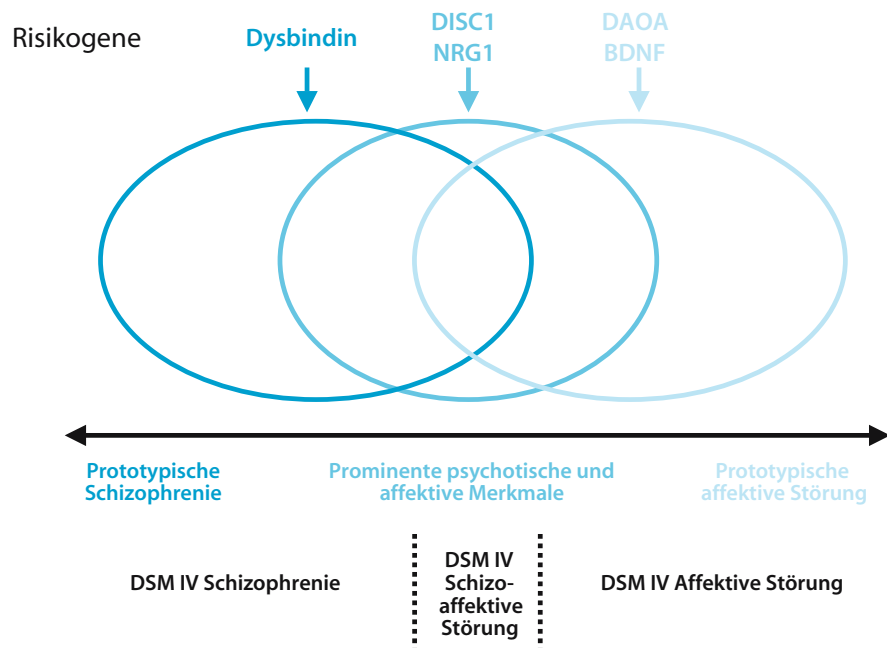 Risikogene
Dysbindin
DISC1
NRG1
DAOA
BDNF
Prototypische
Schizophrenie
Prominente psychotische und
affektive Merkmale
Prototypische
affektive Störung
DSM IV Schizophrenie
DSM IV
Schizo-
affektive
Störung
DSM IV Affektive Störung